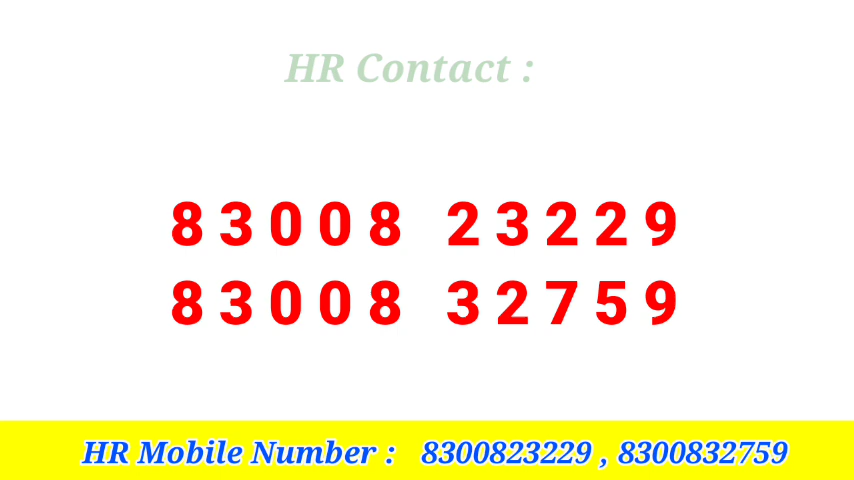 HR Contact :
83008 23229
83008 32759
HR Mobile Number : 8300823229 , 8300832759